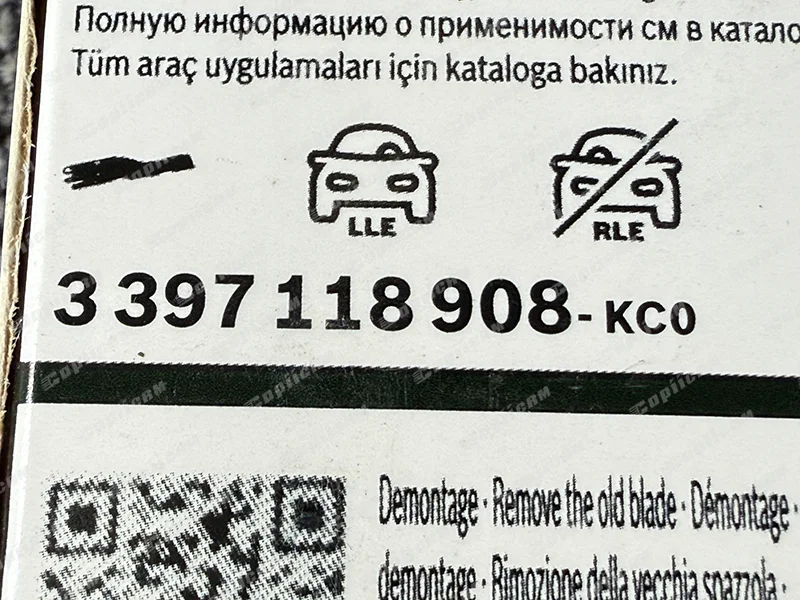 Полную информацию о применимости см в катало
Tüm araç uygulamaları için kataloga bakınız.
LLE
RLE
3 397 118 908-KC0
Demontage · Remove the old blade · Démontage ·
demontage · Rimozione della vecchia spazzola ·